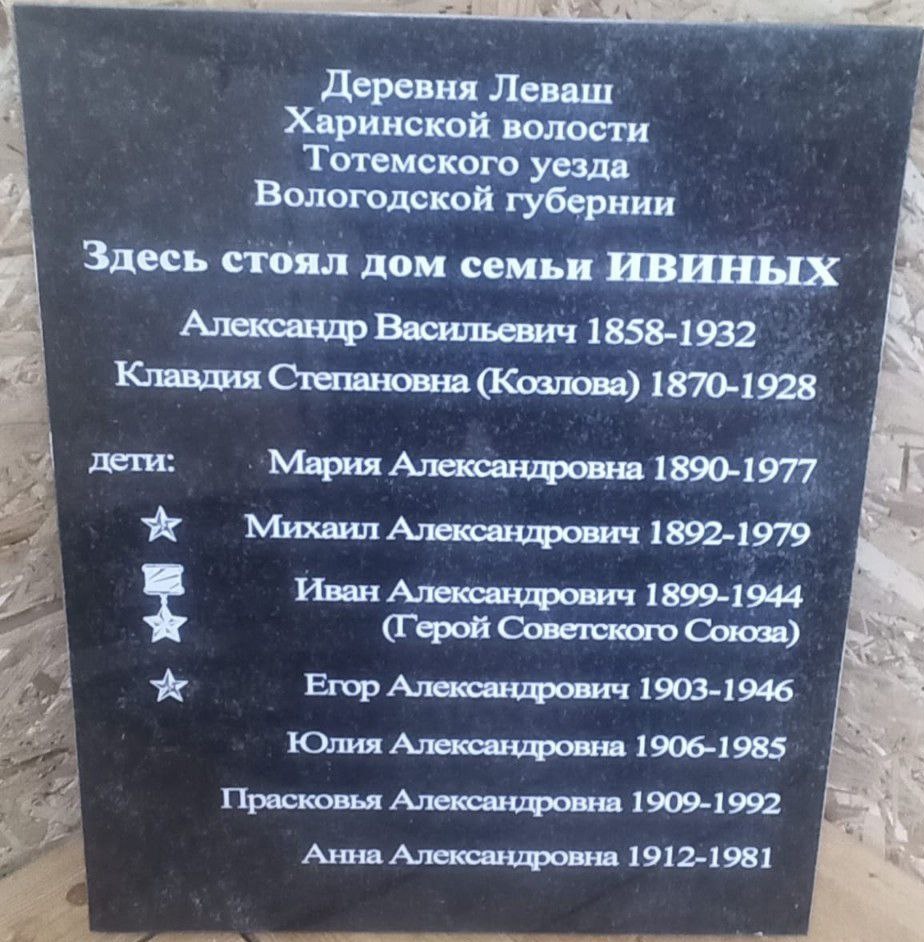 Деревня Леваш
Харинской волости
Тотемского уезда
Вологодской губернии
Здесь стоял дом семьи ИВИНЫХ
Александр Васильевич 1858-1932
Клавдия Степановна (Козлова) 1870-1928
дети: Мария Александровна 1890-1977
Михаил Александрович 1892-1979
Иван Александрович 1899-1944
(Герой Советского Союза)
Егор Александрович 1903-1946
Юлия Александровна 1906-1985
Прасковья Александровна 1909-1992
Анна Александровна 1912-1981